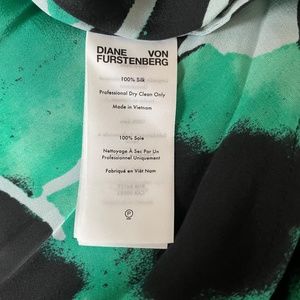 DIANE VON
FURSTENBERG
100% Silk
Professional Dry Clean Only
Made in Vietnam
100% Soie
Nettoyage À Sec Par Un
Professionnel Uniquement
Fabriqué en Viêt Nam
P